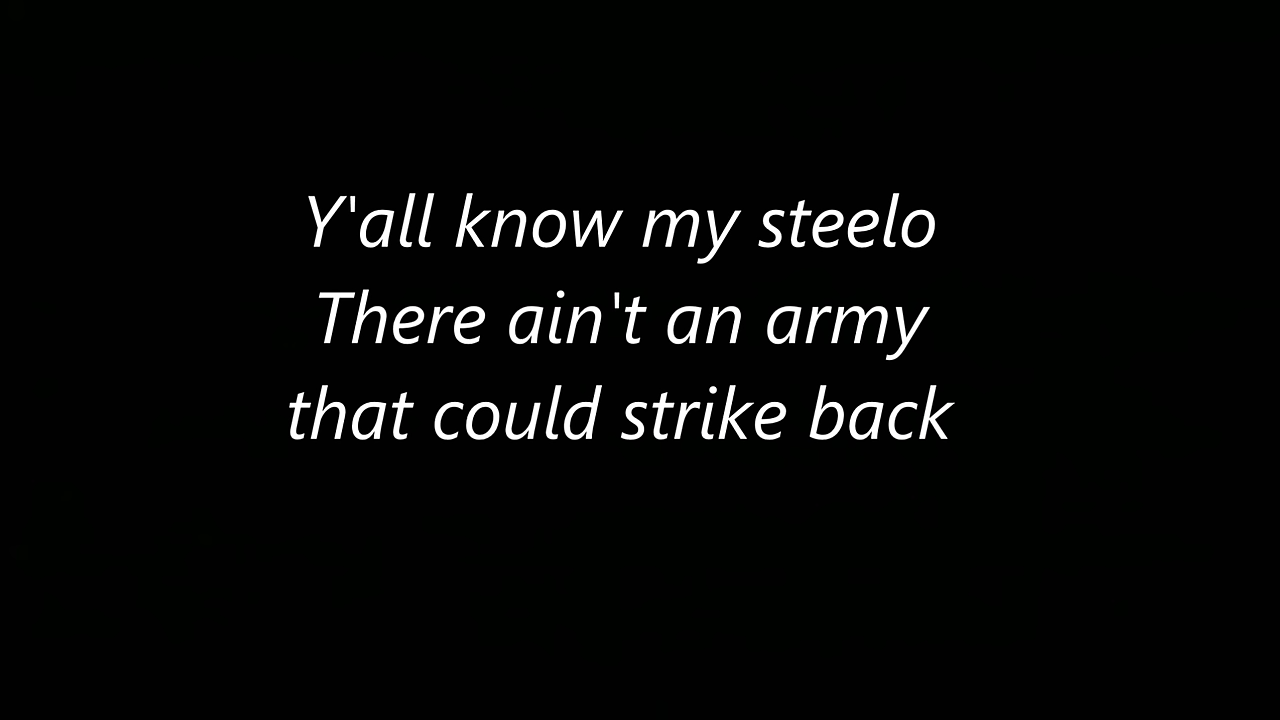 Y'all know my steelo
There ain't an army
that could strike back